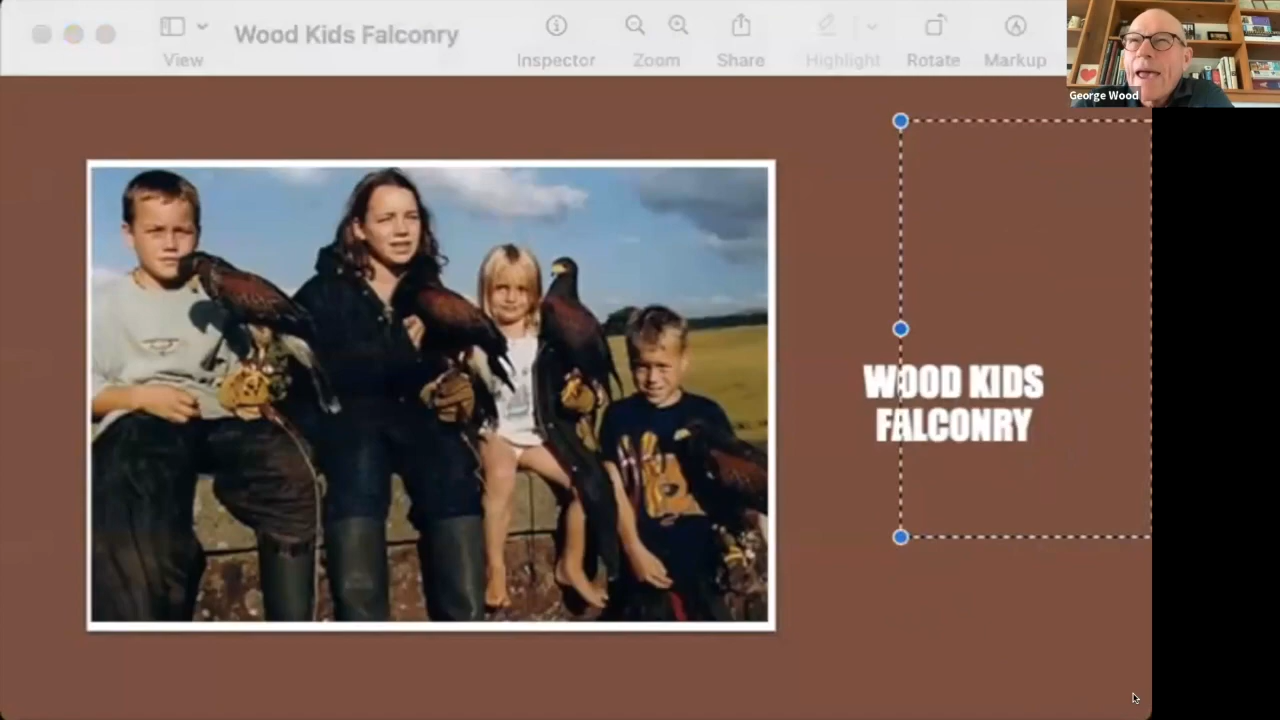 Wood Kids Falconry
View
Inspector
Zoom
Share
Highlight
Rotate
Markup
George Wood
WOOD KIDS
FALCONRY